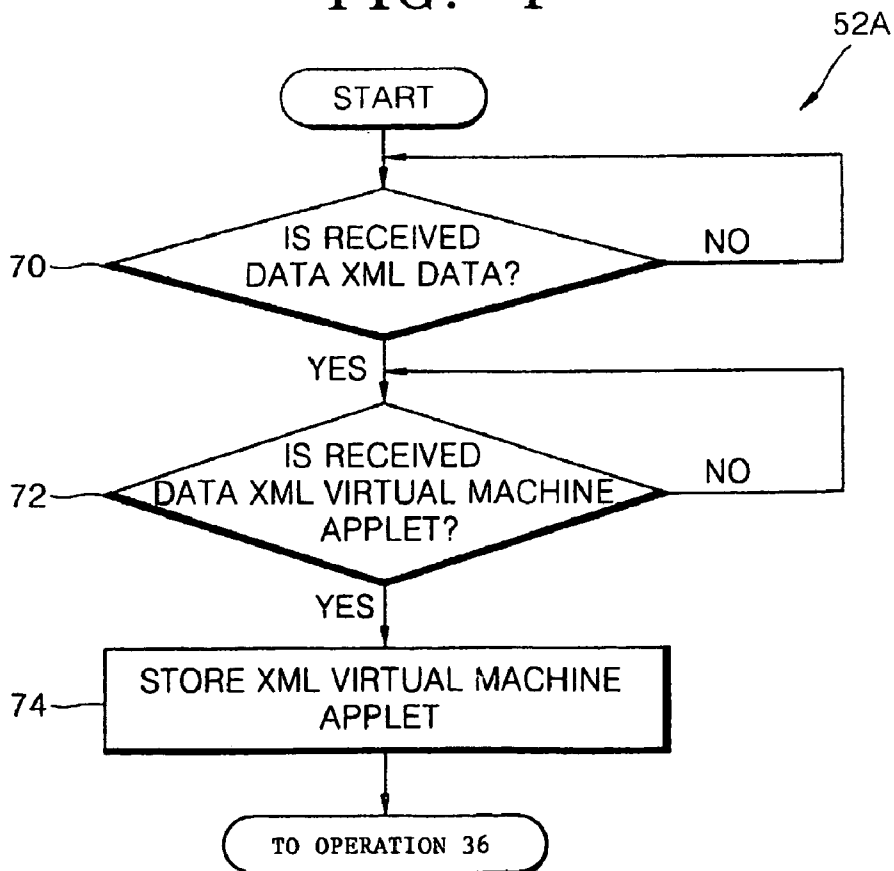 52A
START
IS RECEIVED
DATA XML DATA?
NO
70
YES
IS RECEIVED
DATA XML VIRTUAL MACHINE
APPLET?
NO
72
YES
STORE XML VIRTUAL MACHINE
APPLET
74
TO OPERATION 36